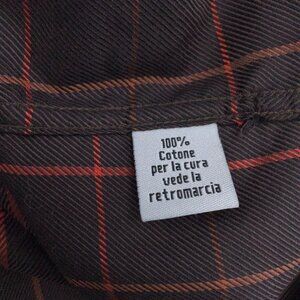 100%
Cotone
per la cura
vede la
retromarcia